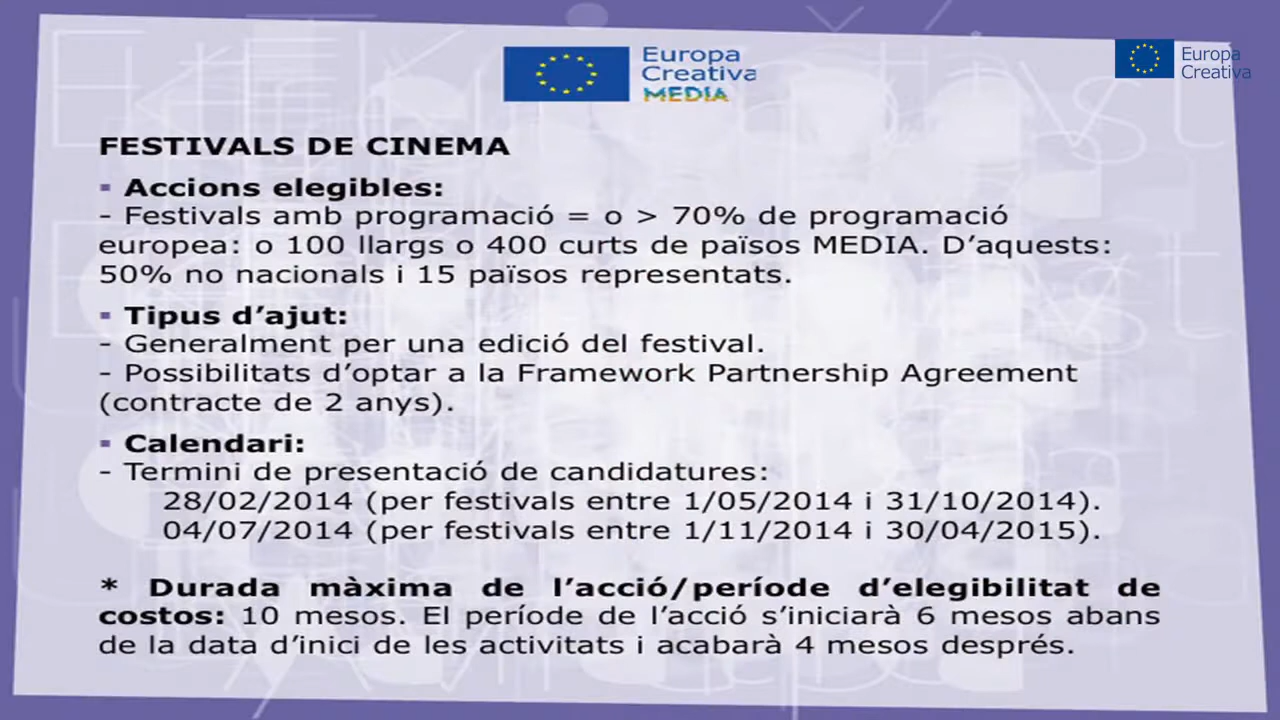 Europa
Creativa
MEDIA
Europa
Creativa
FESTIVALS DE CINEMA
▪ Accions elegibles:
- Festivals amb programació = o > 70% de programació
europea: o 100 llargs o 400 curts de països MEDIA. D’aquests:
50% no nacionals i 15 països representats.
▪ Tipus d’ajut:
- Generalment per una edició del festival.
- Possibilitats d’optar a la Framework Partnership Agreement
(contracte de 2 anys).
▪ Calendari:
- Termini de presentació de candidatures:
28/02/2014 (per festivals entre 1/05/2014 i 31/10/2014).
04/07/2014 (per festivals entre 1/11/2014 i 30/04/2015).
* Durada màxima de l’acció/període d’elegibilitat de
costos: 10 mesos. El període de l’acció s’iniciarà 6 mesos abans
de la data d’inici de les activitats i acabarà 4 mesos després.